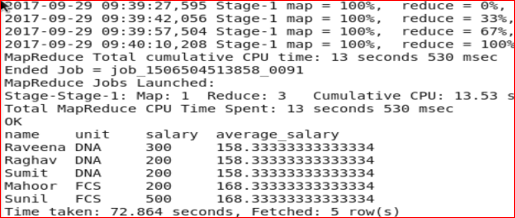 2017-09-29 09:39:27,595 Stage-1 map = 100%,  reduce = 0%,
2017-09-29 09:39:42,056 Stage-1 map = 100%,  reduce = 33%,
2017-09-29 09:39:57,504 Stage-1 map = 100%,  reduce = 67%,
2017-09-29 09:40:10,208 Stage-1 map = 100%,  reduce = 100%
MapReduce Total cumulative CPU time: 13 seconds 530 msec
Ended Job = job_1506504513858_0091
MapReduce Jobs Launched:
Stage-Stage-1: Map: 1  Reduce: 3   Cumulative CPU: 13.53 s
Total MapReduce CPU Time Spent: 13 seconds 530 msec
OK
name    unit    salary  average_salary
Raveena DNA     300     158.33333333333334
Raghav  DNA     200     158.33333333333334
Sumit   DNA     200     158.33333333333334
Mahoor  FCS     200     168.33333333333334
Sunil   FCS     500     168.33333333333334
Time taken: 72.864 seconds, Fetched: 5 row(s)